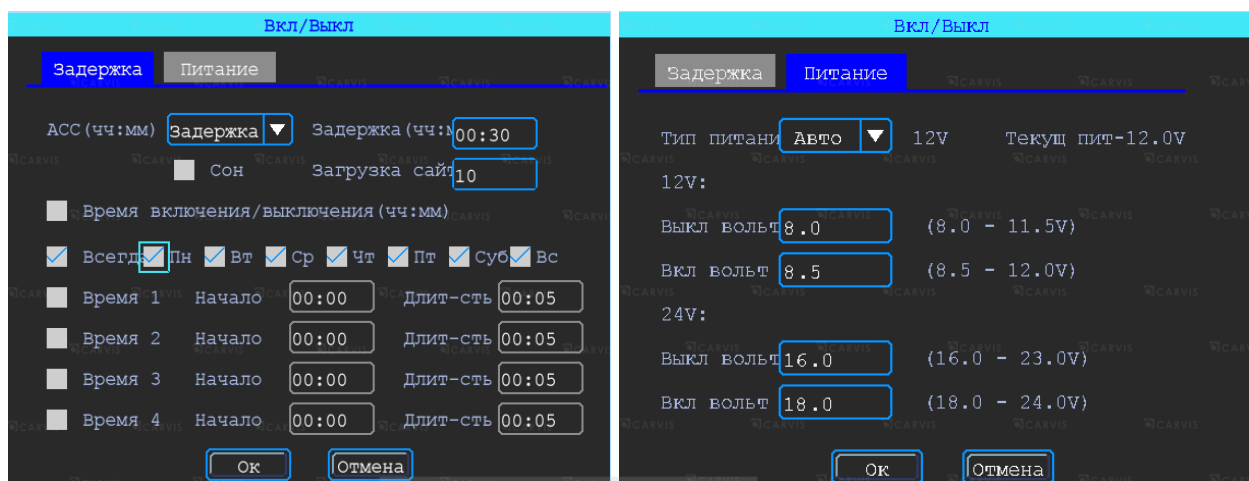 Вкл/Выкл
Задержка Питание
ACC(чч:мм) Задержка Задержка(чч:м 00:30
Сон Загрузка сайт 10
Время включения/выключения(чч:мм)
Всегда Пн Вт Ср Чт Пт Суб Вс
Время 1 Начало 00:00 Длит-сть 00:05
Время 2 Начало 00:00 Длит-сть 00:05
Время 3 Начало 00:00 Длит-сть 00:05
Время 4 Начало 00:00 Длит-сть 00:05
Ок Отмена
Вкл/Выкл
Задержка Питание
Тип питани Авто 12V Текущ пит-12.0V
12V:
Выкл вольт 8.0 (8.0 - 11.5V)
Вкл вольт 8.5 (8.5 - 12.0V)
24V:
Выкл вольт 16.0 (16.0 - 23.0V)
Вкл вольт 18.0 (18.0 - 24.0V)
Ок Отмена
CARVIS